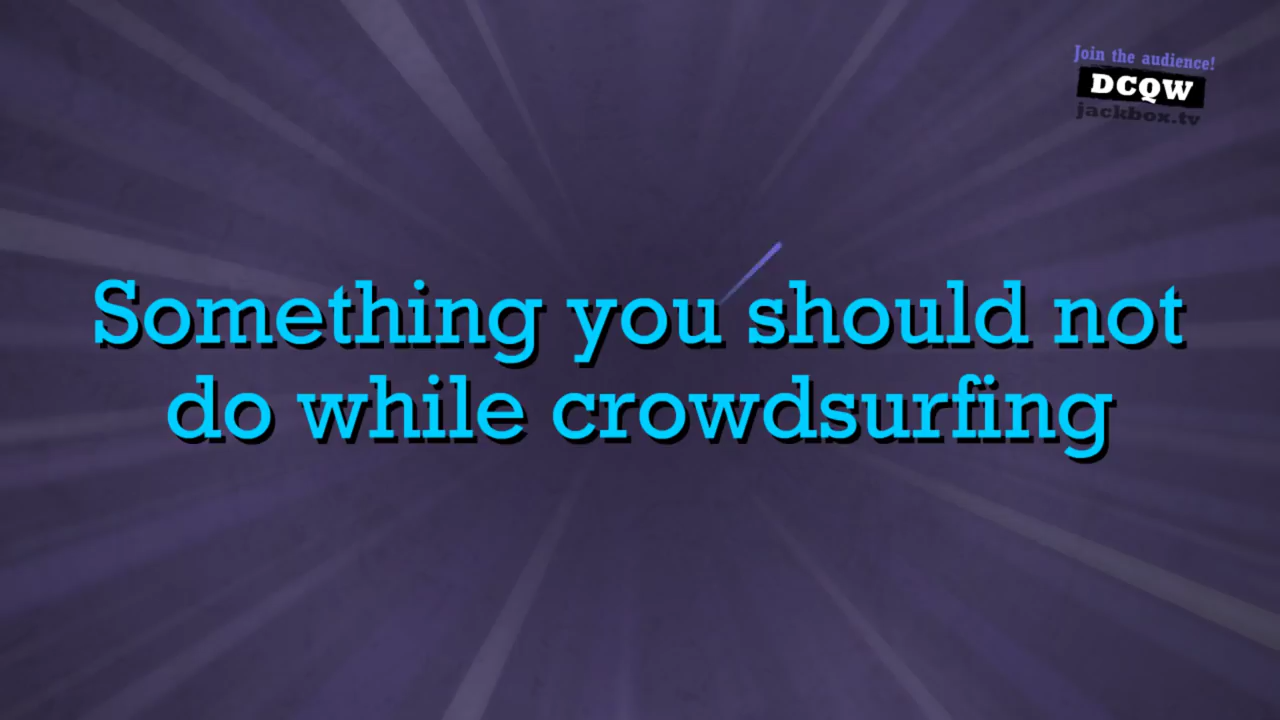 Join the audience!
DCQW
jackbox.tv
Something you should not
do while crowdsurfing